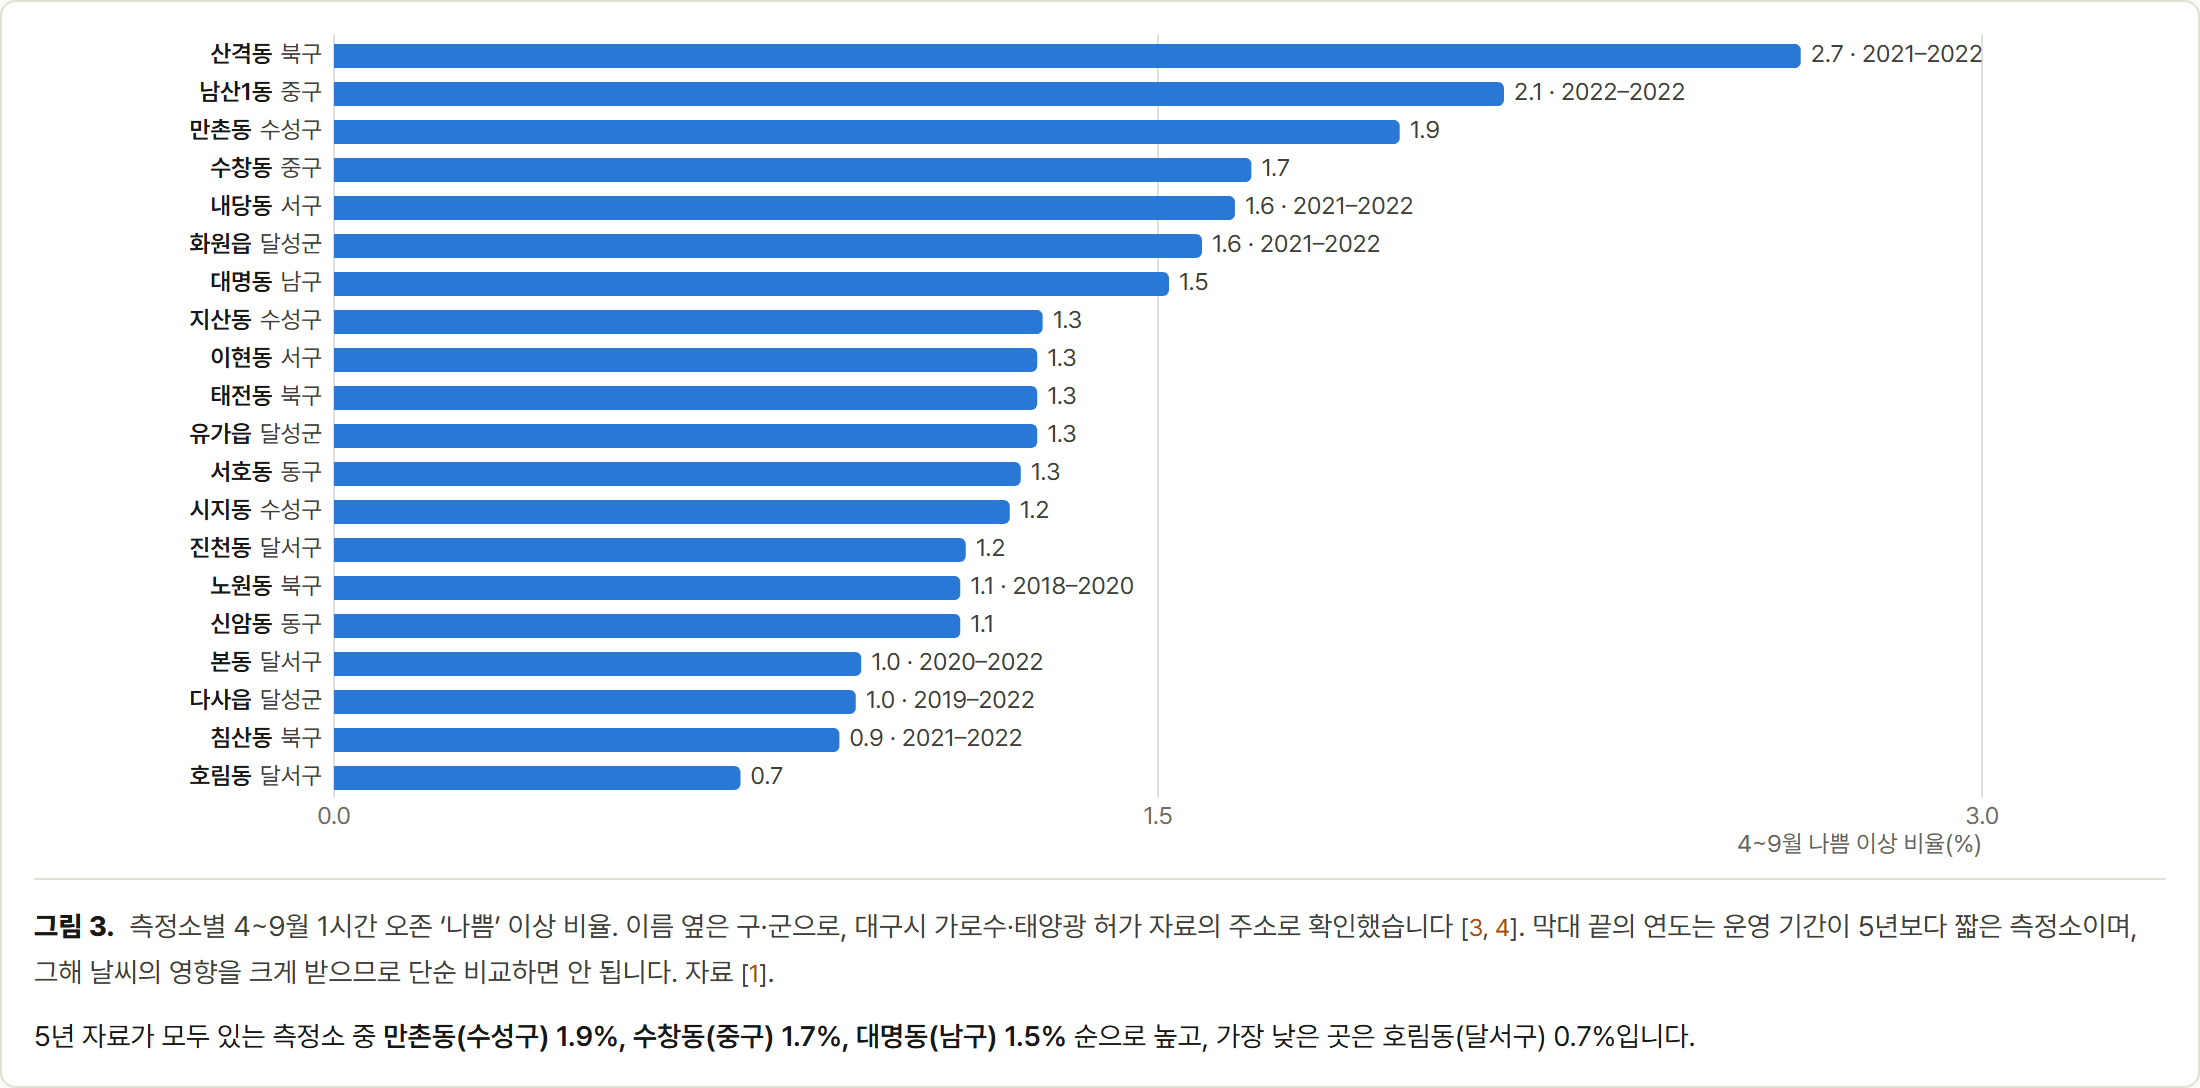 산격동 북구 2.7 · 2021–2022
남산1동 중구 2.1 · 2022–2022
만촌동 수성구 1.9
수창동 중구 1.7
내당동 서구 1.6 · 2021–2022
화원읍 달성군 1.6 · 2021–2022
대명동 남구 1.5
지산동 수성구 1.3
이현동 서구 1.3
태전동 북구 1.3
유가읍 달성군 1.3
서호동 동구 1.3
시지동 수성구 1.2
진천동 달서구 1.2
노원동 북구 1.1 · 2018–2020
신암동 동구 1.1
본동 달서구 1.0 · 2020–2022
다사읍 달성군 1.0 · 2019–2022
침산동 북구 0.9 · 2021–2022
호림동 달서구 0.7
0.0 1.5 3.0
4~9월 나쁨 이상 비율(%)
그림 3. 측정소별 4~9월 1시간 오존 ‘나쁨’ 이상 비율. 이름 옆은 구·군으로, 대구시 가로수·태양광 허가 자료의 주소로 확인했습니다 [3, 4]. 막대 끝의 연도는 운영 기간이 5년보다 짧은 측정소이며,
그해 날씨의 영향을 크게 받으므로 단순 비교하면 안 됩니다. 자료 [1].
5년 자료가 모두 있는 측정소 중 만촌동(수성구) 1.9%, 수창동(중구) 1.7%, 대명동(남구) 1.5% 순으로 높고, 가장 낮은 곳은 호림동(달서구) 0.7%입니다.